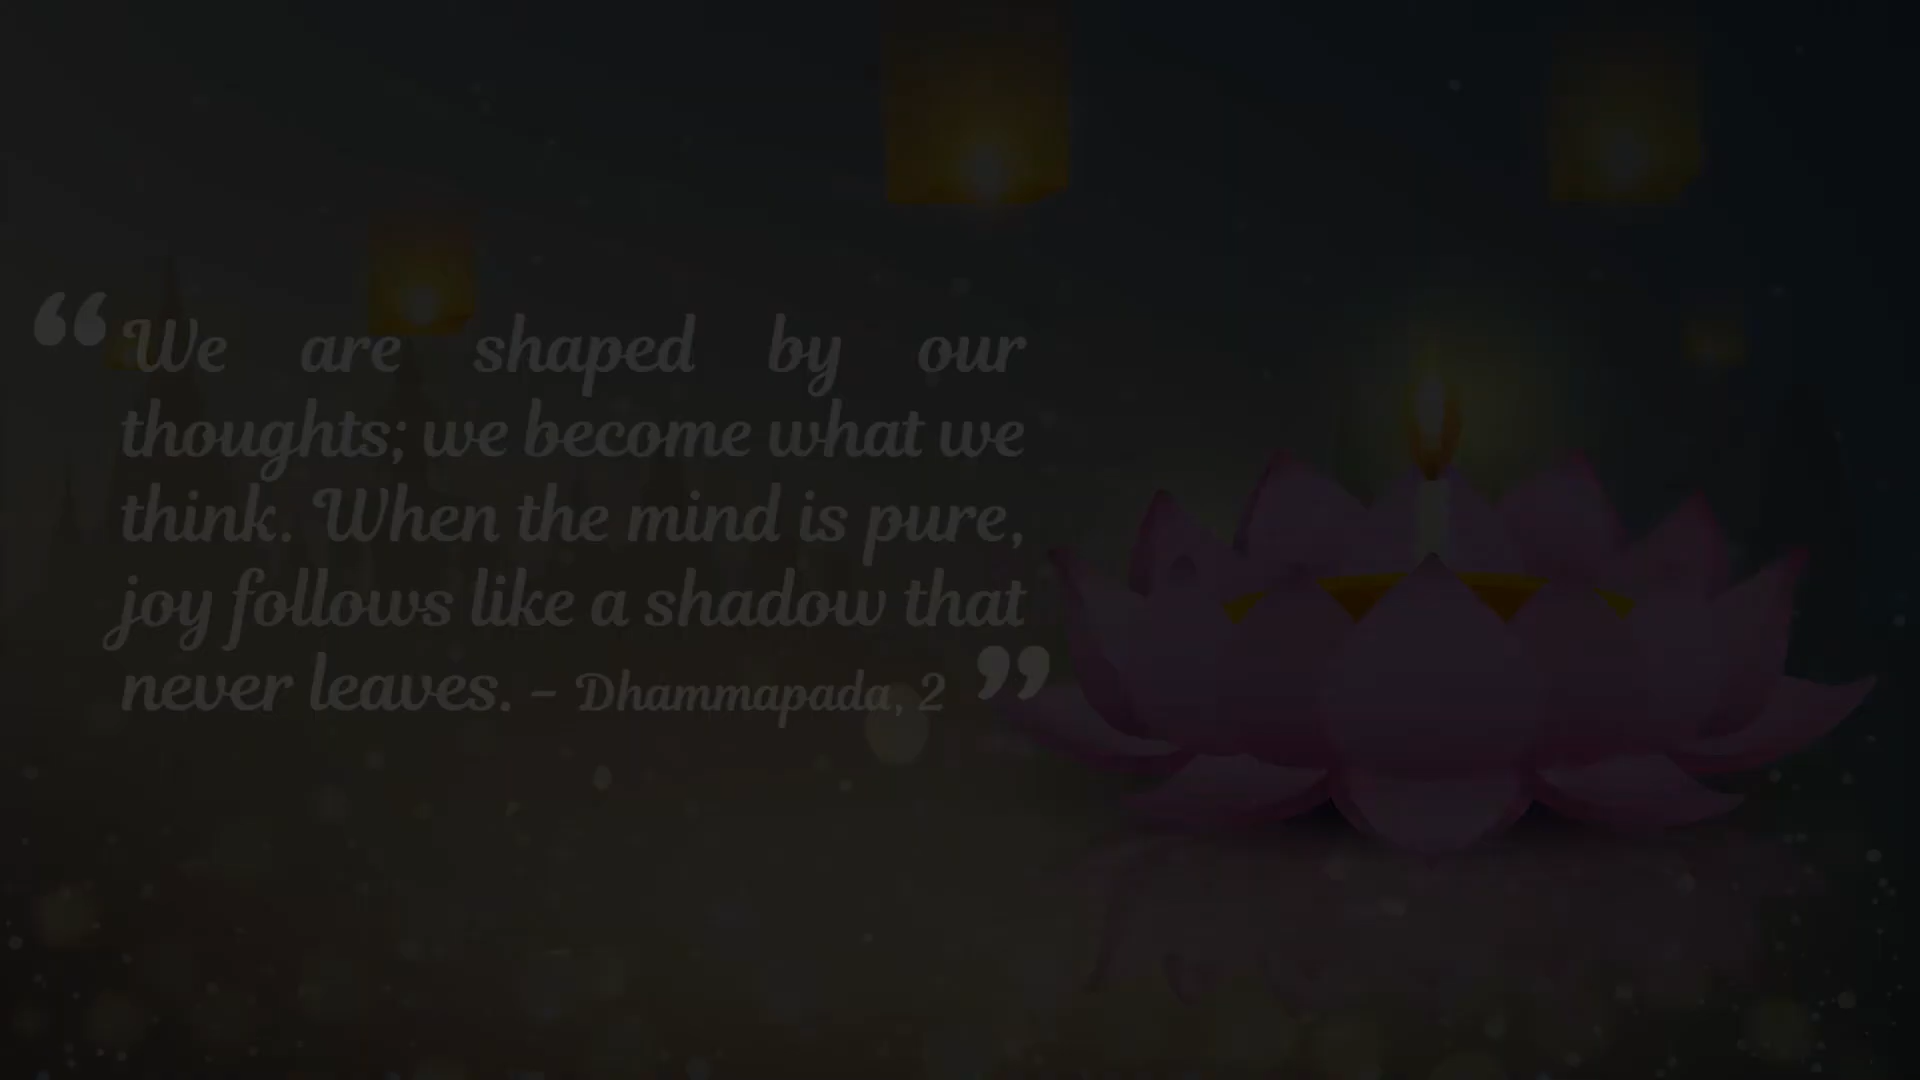 “We are shaped by our
thoughts; we become what we
think. When the mind is pure,
joy follows like a shadow that
never leaves. – Dhammapada, 2 ”